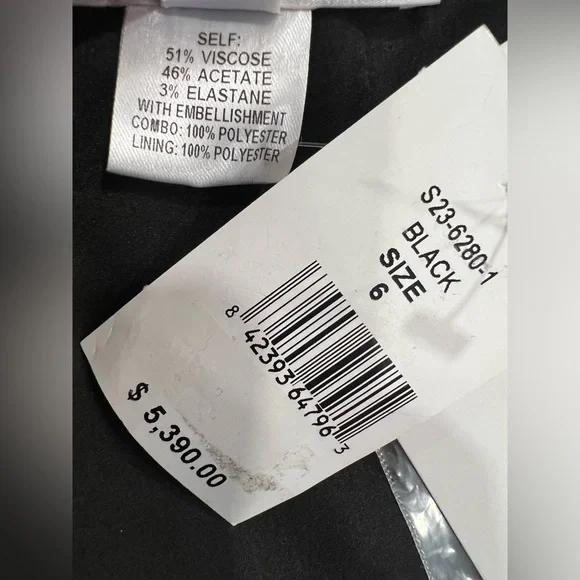 SELF:
51% VISCOSE
46% ACETATE
3% ELASTANE
WITH EMBELLISHMENT
COMBO: 100% POLYESTER
LINING: 100% POLYESTER
S23-6280-1
BLACK
SIZE
6
8 42393 64796 3
$ 5,390.00